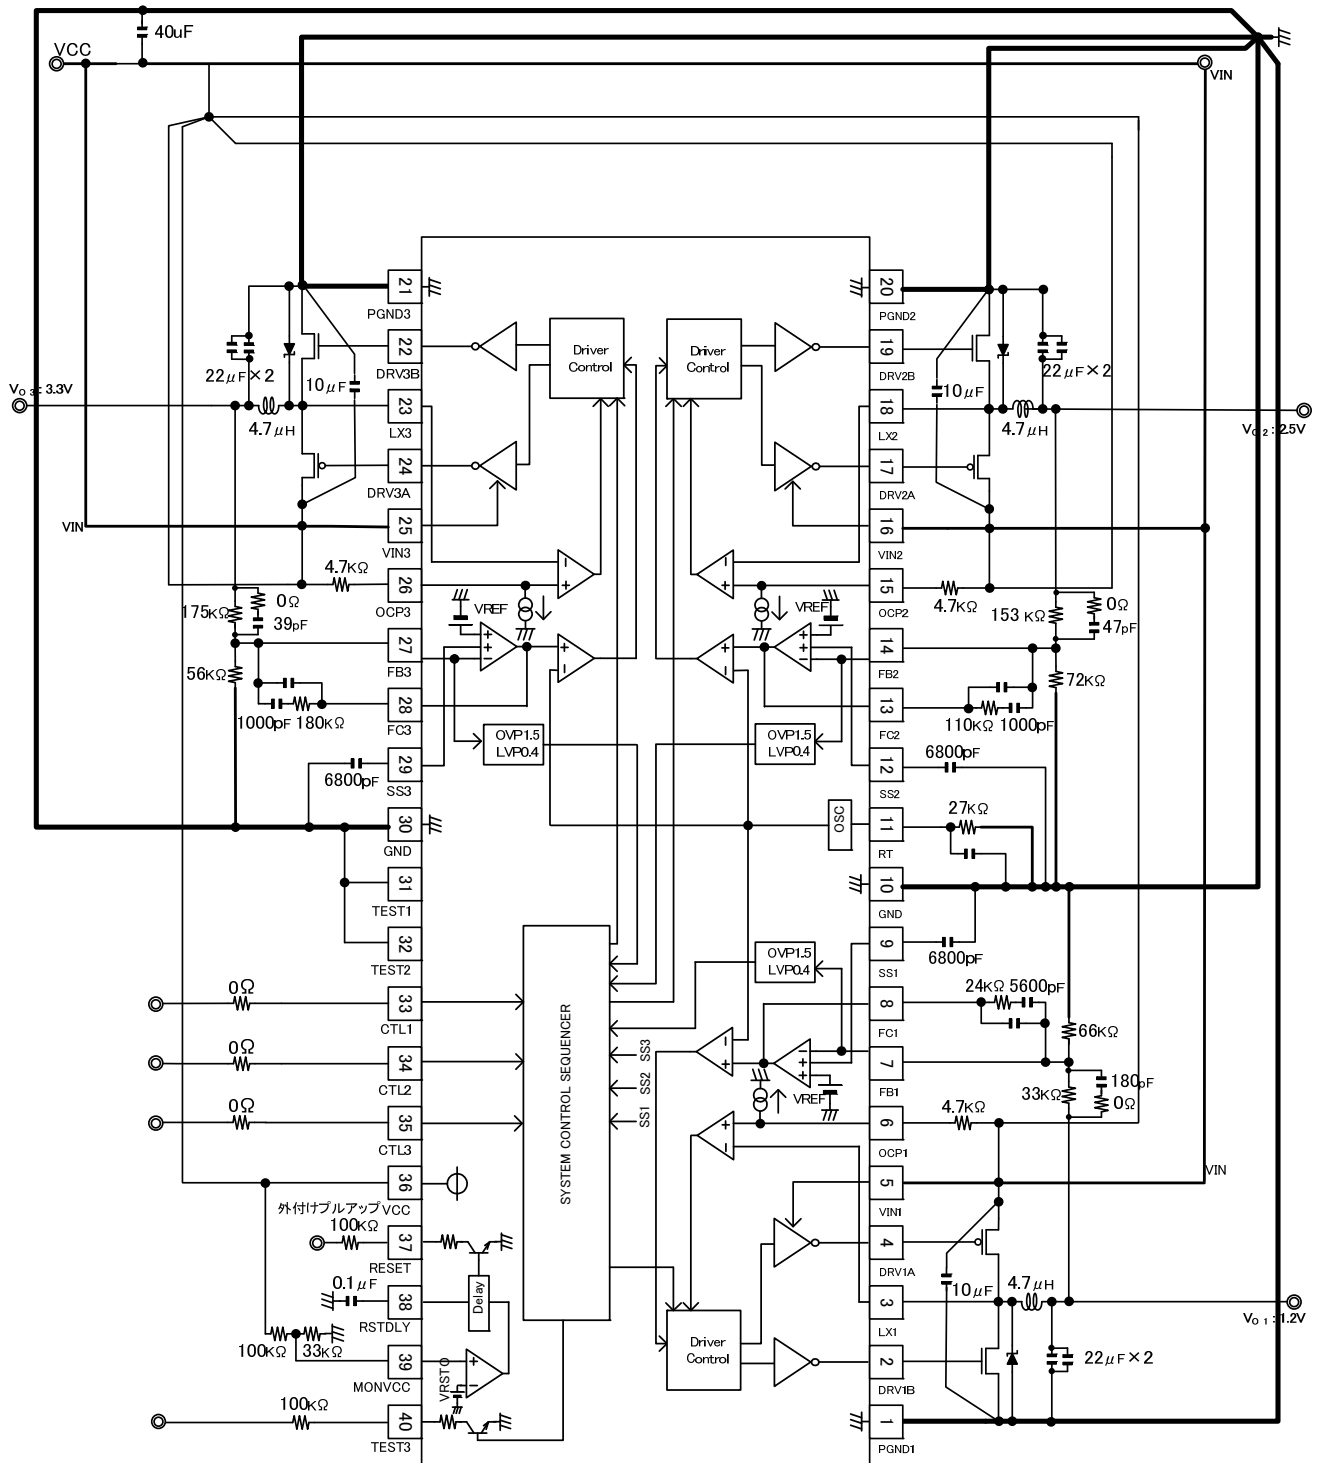 40uF
VCC
VIN
21
PGND3
20
PGND2
22
DRV3B
Driver
Control
Driver
Control
19
DRV2B
22μF×2
10μF
10μF
22μF×2
VO 3: 3.3V
23
LX3
4.7μH
18
LX2
4.7μH
VO 2: 2.5V
24
DRV3A
17
DRV2A
VIN
25
VIN3
16
VIN2
4.7KΩ
26
OCP3
15
OCP2
4.7KΩ
175KΩ
0Ω
39pF
VREF
VREF
153 KΩ
0Ω
47pF
27
FB3
14
FB2
56KΩ
72KΩ
1000pF
180KΩ
28
FC3
13
FC2
110KΩ
1000pF
OVP1.5
LVP0.4
OVP1.5
LVP0.4
6800pF
29
SS3
12
SS2
6800pF
30
GND
OSC
11
RT
27KΩ
31
TEST1
10
GND
32
TEST2
OVP1.5
LVP0.4
9
SS1
6800pF
0Ω
33
CTL1
8
FC1
24KΩ
5600pF
66KΩ
0Ω
34
CTL2
SYSTEM CONTROL SEQUENCER
SS3
SS2
SS1
7
FB1
VREF
33KΩ
180pF
0Ω
0Ω
35
CTL3
6
OCP1
4.7KΩ
36
VCC
外付けプルアップ
5
VIN1
VIN
100KΩ
37
RESET
4
DRV1A
0.1μF
38
RSTDLY
Delay
3
LX1
10μF
4.7μH
VO 1: 1.2V
100KΩ
33KΩ
39
MONVCC
VRSTO
Driver
Control
2
DRV1B
22μF×2
100KΩ
40
TEST3
1
PGND1